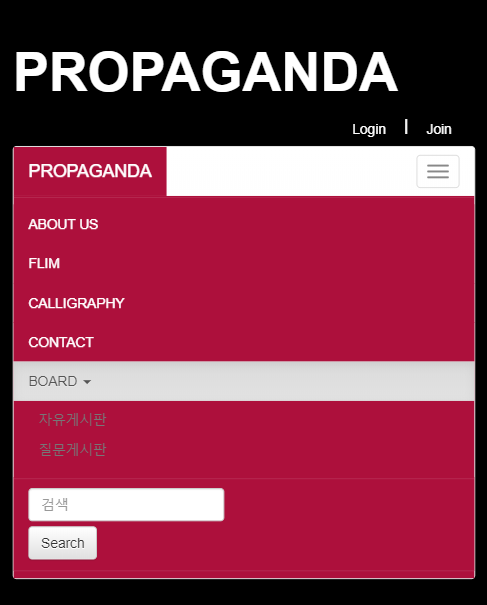 PROPAGANDA
Login | Join
PROPAGANDA
ABOUT US
FLIM
CALLIGRAPHY
CONTACT
BOARD
자유게시판
질문게시판
검색
Search